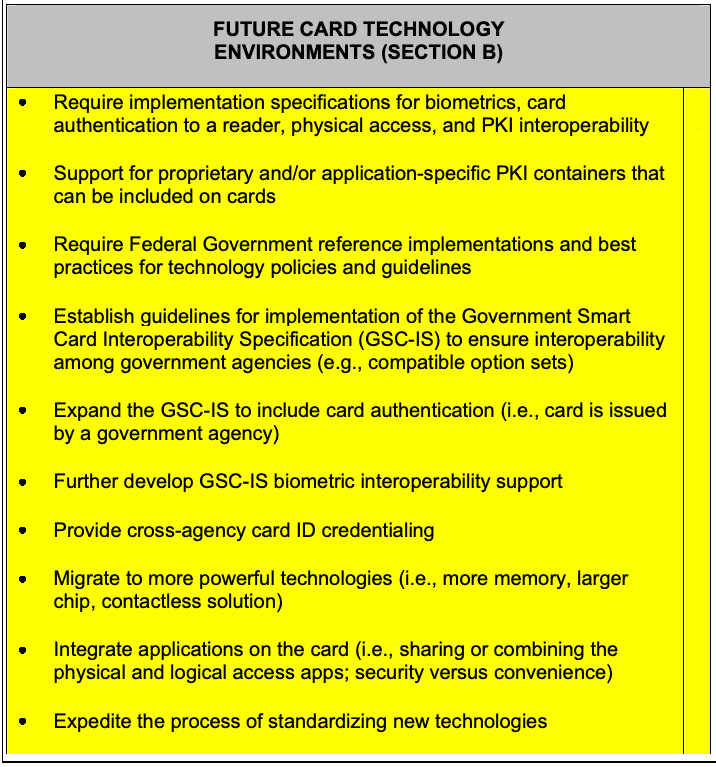 FUTURE CARD TECHNOLOGY
ENVIRONMENTS (SECTION B)
• Require implementation specifications for biometrics, card
authentication to a reader, physical access, and PKI interoperability
• Support for proprietary and/or application-specific PKI containers that
can be included on cards
• Require Federal Government reference implementations and best
practices for technology policies and guidelines
• Establish guidelines for implementation of the Government Smart
Card Interoperability Specification (GSC-IS) to ensure interoperability
among government agencies (e.g., compatible option sets)
• Expand the GSC-IS to include card authentication (i.e., card is issued
by a government agency)
• Further develop GSC-IS biometric interoperability support
• Provide cross-agency card ID credentialing
• Migrate to more powerful technologies (i.e., more memory, larger
chip, contactless solution)
• Integrate applications on the card (i.e., sharing or combining the
physical and logical access apps; security versus convenience)
• Expedite the process of standardizing new technologies